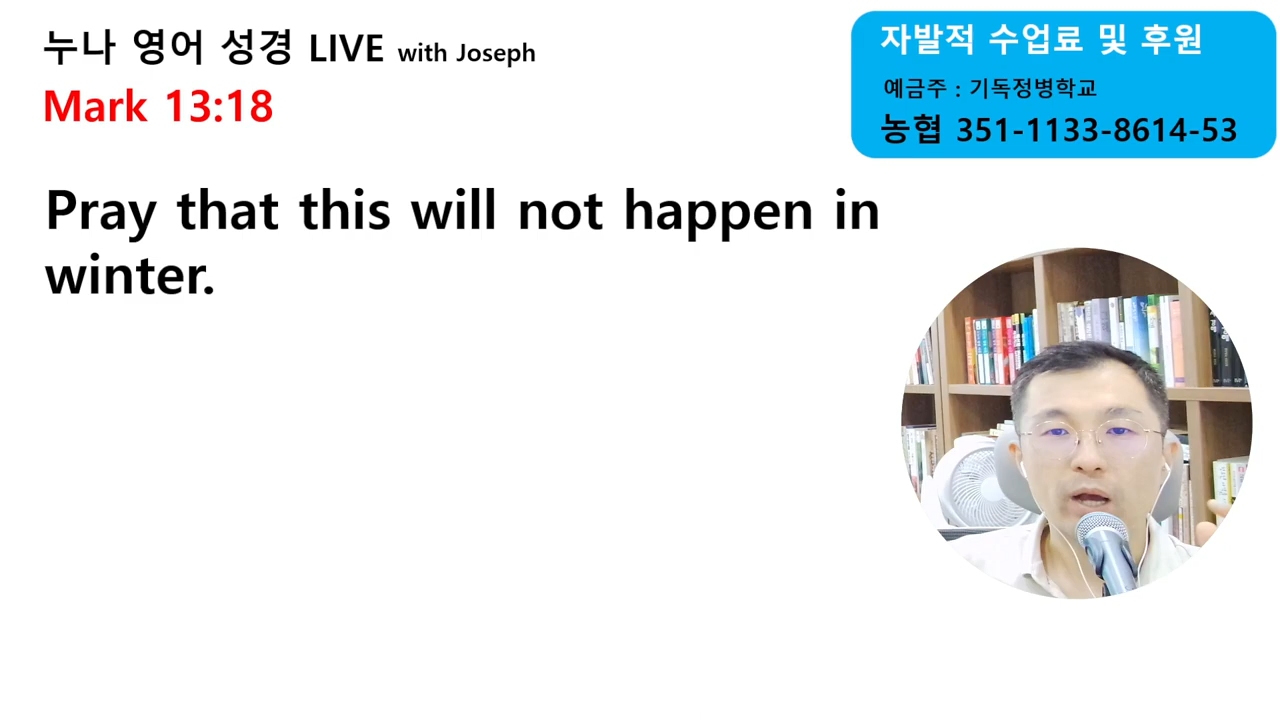 누나 영어 성경 LIVE with Joseph
Mark 13:18
자발적 수업료 및 후원
예금주 : 기독정병학교
농협 351-1133-8614-53
Pray that this will not happen in
winter.